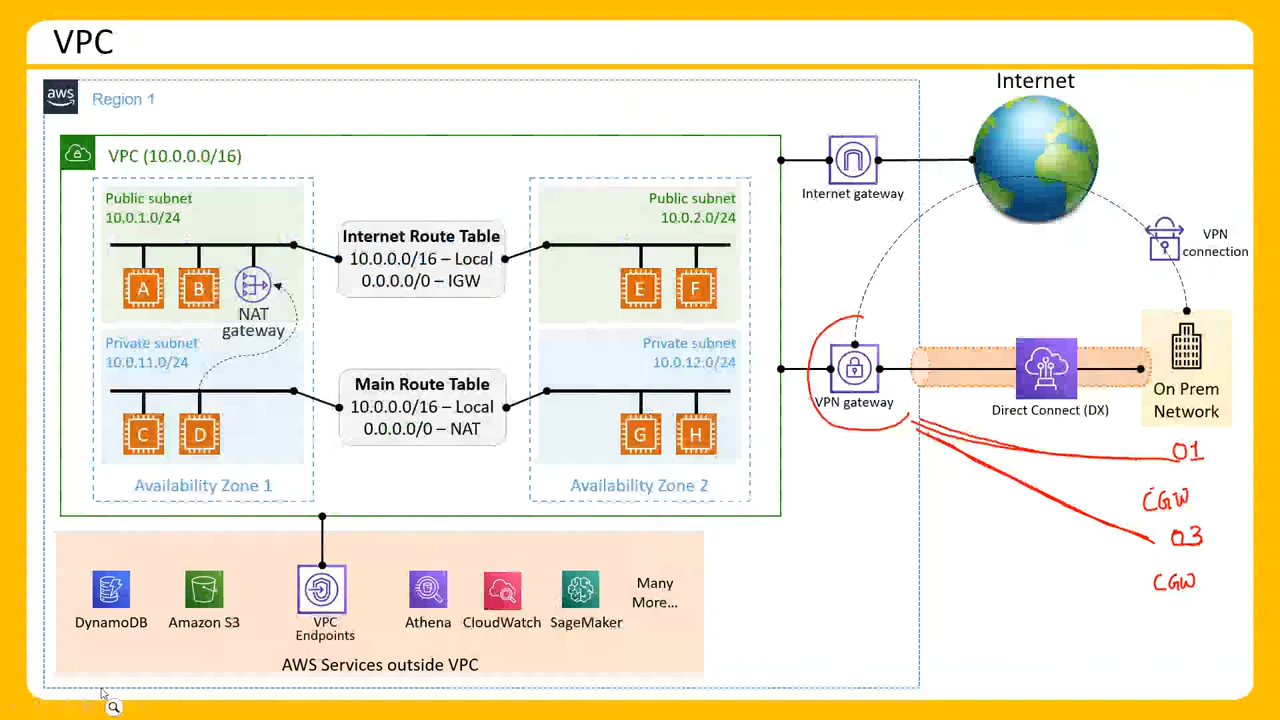 VPC
aws
Region 1
VPC (10.0.0.0/16)
Public subnet
10.0.1.0/24
A
B
NAT
gateway
Private subnet
10.0.11.0/24
C
D
Availability Zone 1
Internet Route Table
10.0.0.0/16 – Local
0.0.0.0/0 – IGW
Main Route Table
10.0.0.0/16 – Local
0.0.0.0/0 – NAT
Public subnet
10.0.2.0/24
E
F
Private subnet
10.0.12.0/24
G
H
Availability Zone 2
Internet gateway
Internet
VPN
connection
VPN gateway
Direct Connect (DX)
On Prem
Network
O1
CGW
O3
CGW
DynamoDB
Amazon S3
VPC
Endpoints
Athena
CloudWatch
SageMaker
Many
More...
AWS Services outside VPC